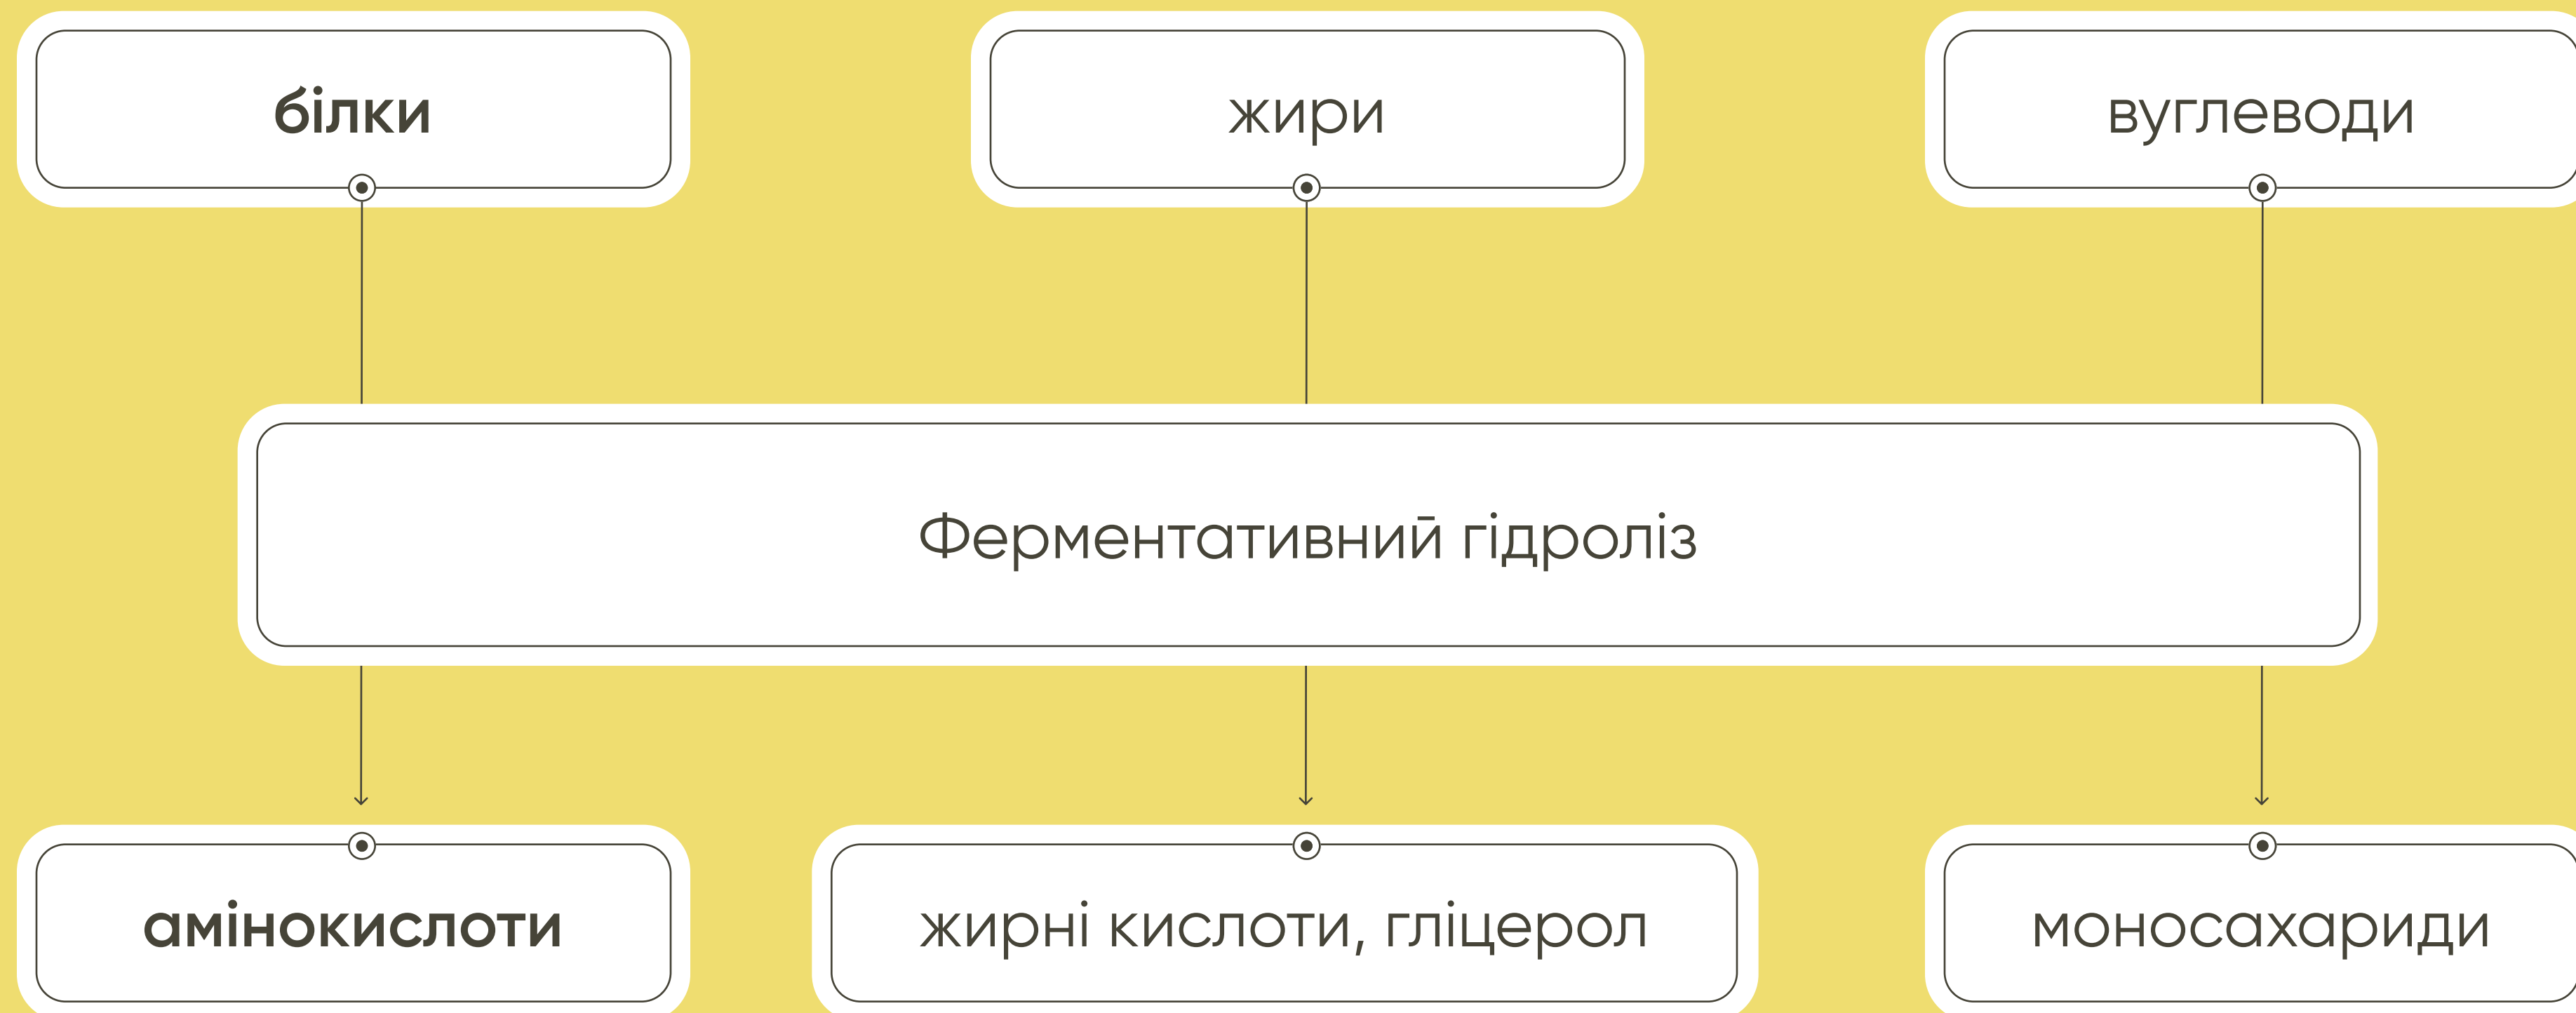 білки
жири
вуглеводи
Ферментативний гідроліз
амінокислоти
жирні кислоти, гліцерол
моносахариди